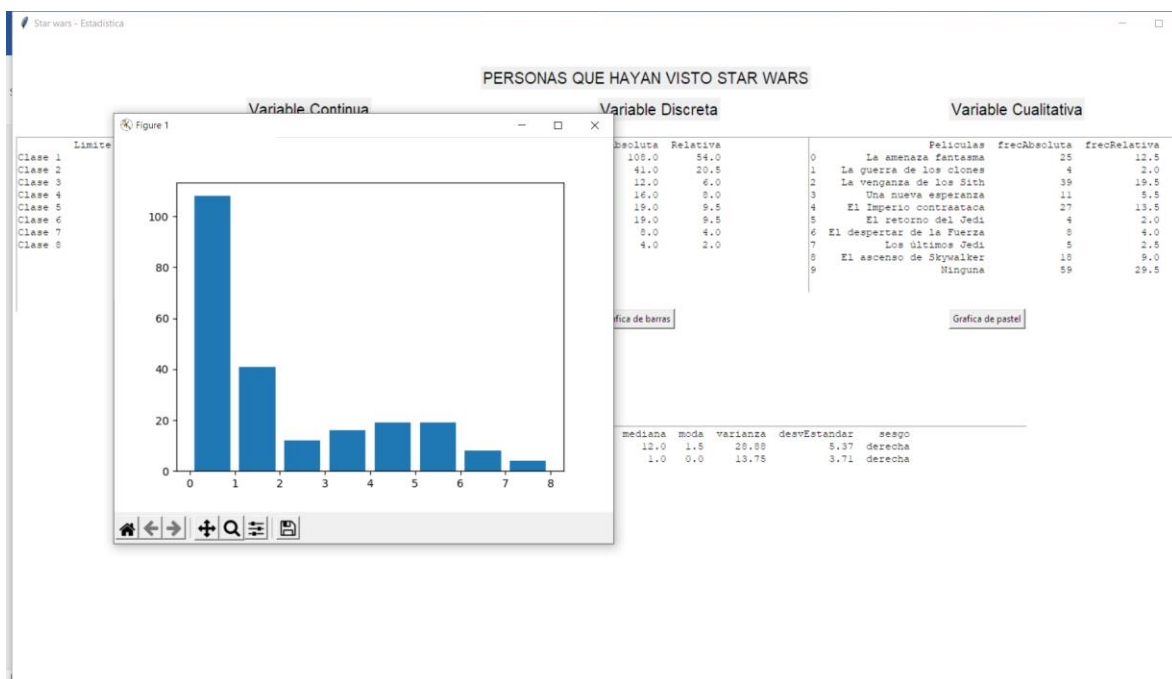 Star wars - Estadistica
PERSONAS QUE HAYAN VISTO STAR WARS
Variable Continua
Variable Discreta
Variable Cualitativa
Figure 1
Limite
Clase 1
Clase 2
Clase 3
Clase 4
Clase 5
Clase 6
Clase 7
Clase 8
100
80
60
40
20
0
0 1 2 3 4 5 6 7 8
bsoluta Relativa
108.0 54.0
41.0 20.5
12.0 6.0
16.0 8.0
19.0 9.5
19.0 9.5
8.0 4.0
4.0 2.0
Peliculas frecAbsoluta frecRelativa
0 La amenaza fantasma 25 12.5
1 La guerra de los clones 4 2.0
2 La venganza de los Sith 39 19.5
3 Una nueva esperanza 11 5.5
4 El Imperio contraataca 27 13.5
5 El retorno del Jedi 4 2.0
6 El despertar de la Fuerza 8 4.0
7 Los últimos Jedi 5 2.5
8 El ascenso de Skywalker 18 9.0
9 Ninguna 59 29.5
fica de barras
Grafica de pastel
mediana moda varianza desvEstandar sesgo
12.0 1.5 28.88 5.37 derecha
1.0 0.0 13.75 3.71 derecha